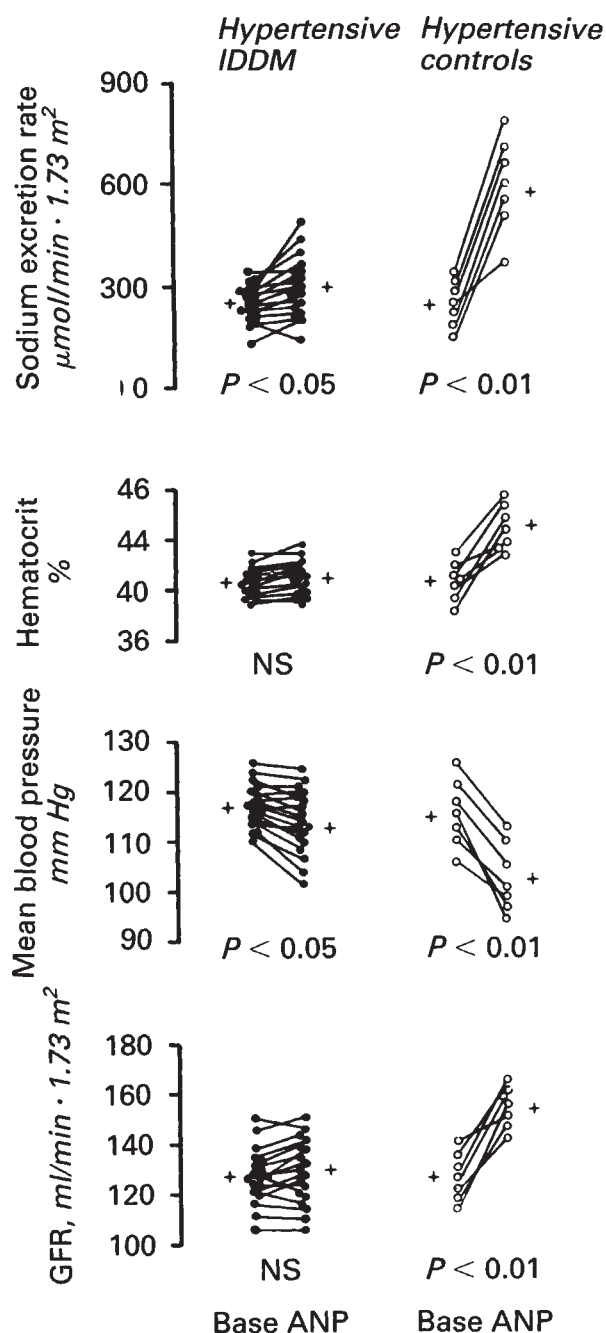 Hypertensive IDDM
Hypertensive controls
Sodium excretion rate
μmol/min · 1.73 m²
900
600
300
0
P < 0.05
P < 0.01
Hematocrit
%
46
44
40
36
NS
P < 0.01
Mean blood pressure
mm Hg
130
120
110
100
90
P < 0.05
P < 0.01
GFR, ml/min · 1.73 m²
180
160
140
120
100
NS
P < 0.01
Base ANP
Base ANP